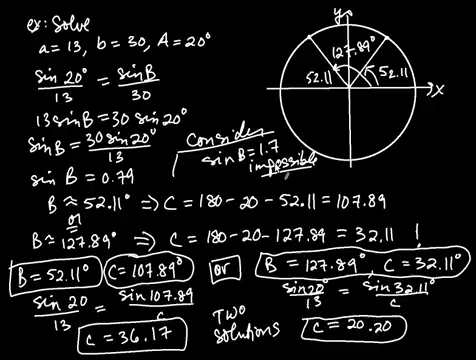 ex: Solve
a = 13, b = 30, A = 20°
sin 20° / 13 = sin B / 30
13 sin B = 30 sin 20°
sin B = 30 sin 20° / 13
sin B = 0.79
B ≈ 52.11° ⇒ C = 180 - 20 - 52.11 = 107.89
or
B ≈ 127.89° ⇒ C = 180 - 20 - 127.89 = 32.11 !
B = 52.11° C = 107.89° or B = 127.89°, C = 32.11°
sin 20 / 13 = sin 107.89 / c
c = 36.17
Two
Solutions
sin 20° / 13 = sin 32.11° / c
c = 20.20
Consider
sin B = 1.7
impossible
y
127.89°
52.11
52.11
x